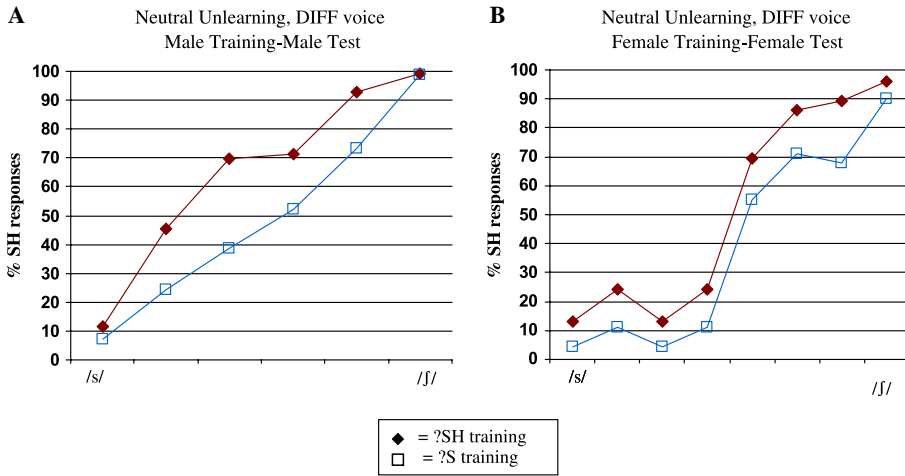 A
Neutral Unlearning, DIFF voice
Male Training-Male Test
% SH responses
100
90
80
70
60
50
40
30
20
10
0
/s/
/ʃ/
B
Neutral Unlearning, DIFF voice
Female Training-Female Test
% SH responses
100
90
80
70
60
50
40
30
20
10
0
/s/
/ʃ/
= ?SH training
= ?S training